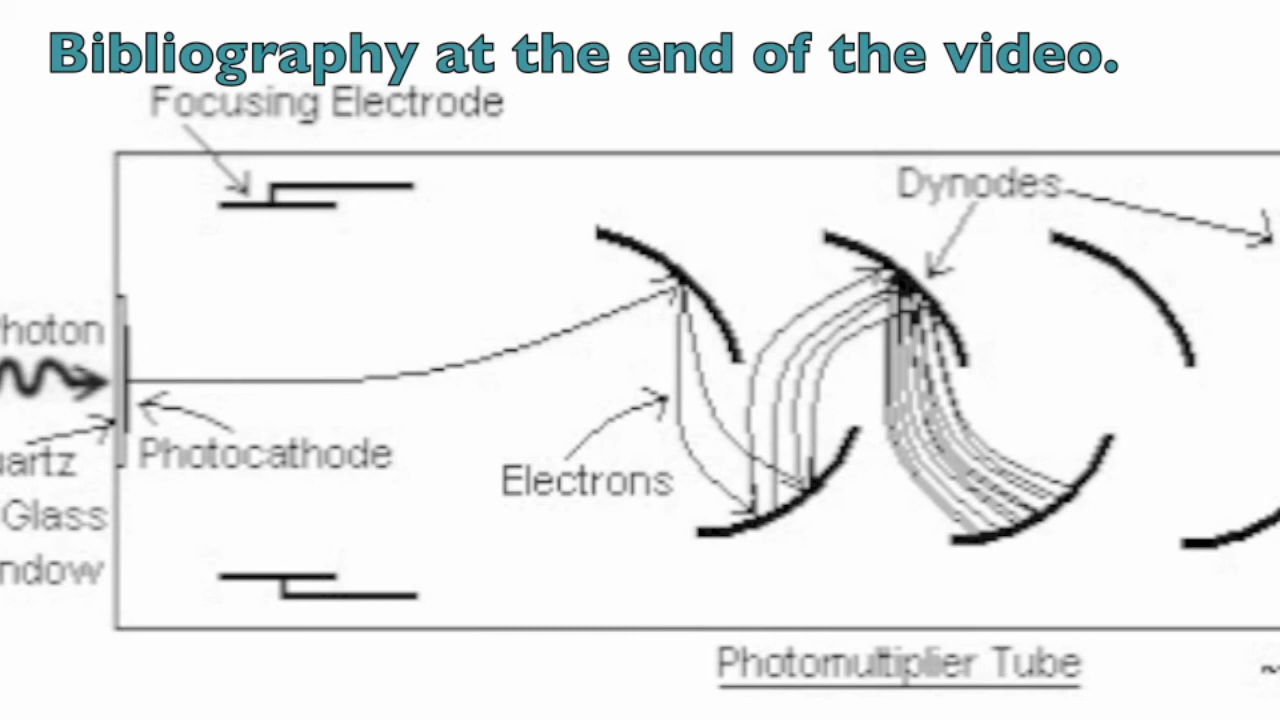 Bibliography at the end of the video.
Focusing Electrode
Dynodes
Photocathode
Electrons
Glass
Photomultiplier Tube